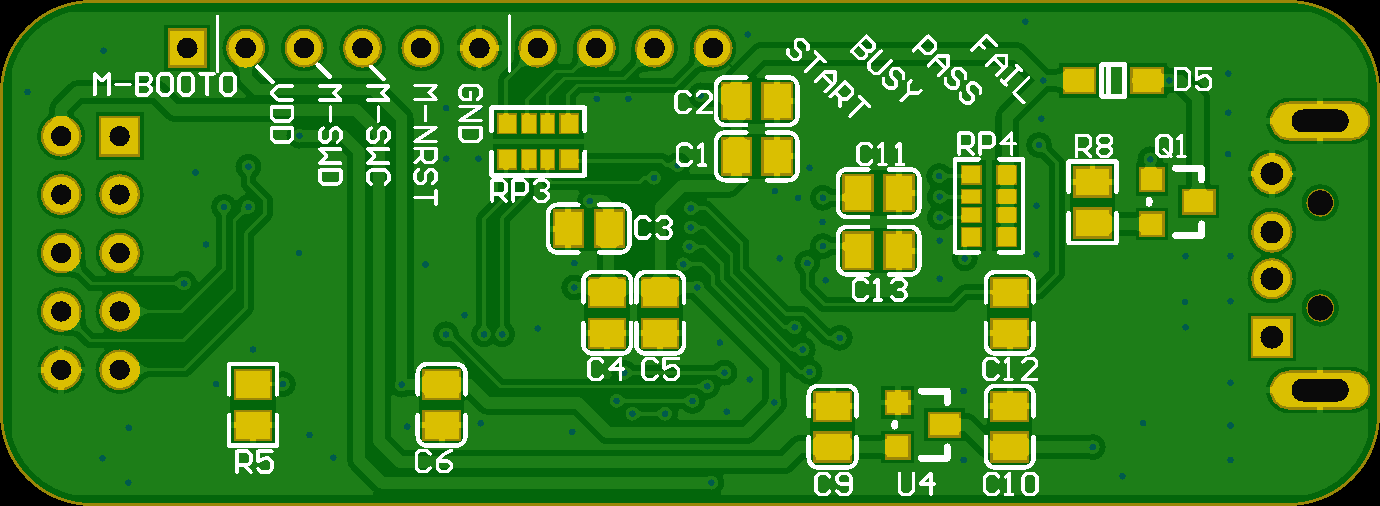 M-BOOT0
VDD
M-SWD
M-SWC
M-NRST
GND
START
BUSY
PASS
FAIL
D5
C2
C1
RP3
C3
C11
RP4
R8
Q1
C13
C4
C5
C12
R5
C6
C9
U4
C10